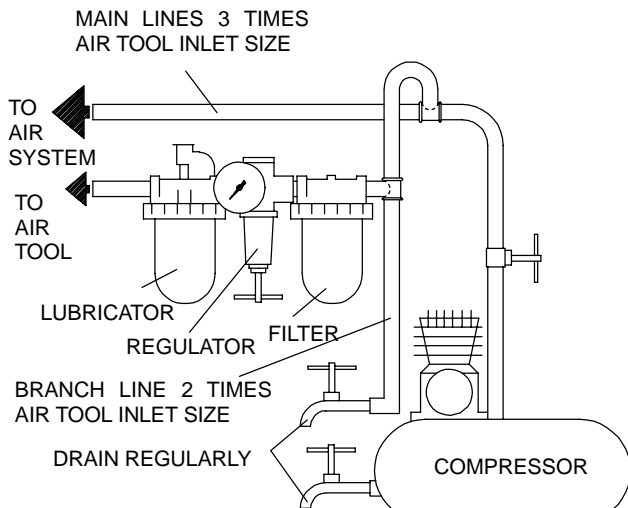 MAIN LINES 3 TIMES
AIR TOOL INLET SIZE
TO
AIR
SYSTEM
TO
AIR
TOOL
LUBRICATOR
REGULATOR
FILTER
BRANCH LINE 2 TIMES
AIR TOOL INLET SIZE
DRAIN REGULARLY
COMPRESSOR